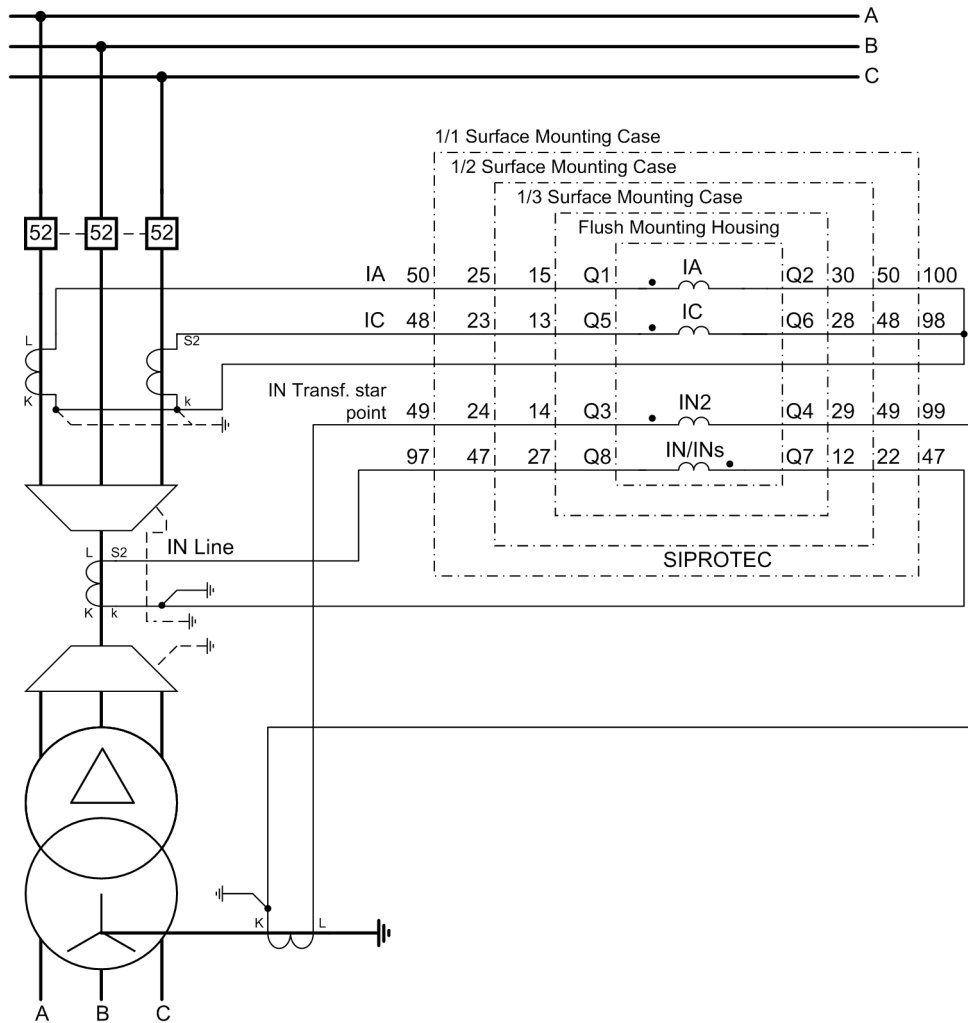 A
B
C
1/1 Surface Mounting Case
1/2 Surface Mounting Case
1/3 Surface Mounting Case
Flush Mounting Housing
52 52 52
IA 50 25 15 Q1 IA Q2 30 50 100
IC 48 23 13 Q5 IC Q6 28 48 98
L S2
K k
IN Transf. star
point 49 24 14 Q3 IN2 Q4 29 49 99
97 47 27 Q8 IN/INs Q7 12 22 47
L S2 IN Line
SIPROTEC
K k
K L
A B C